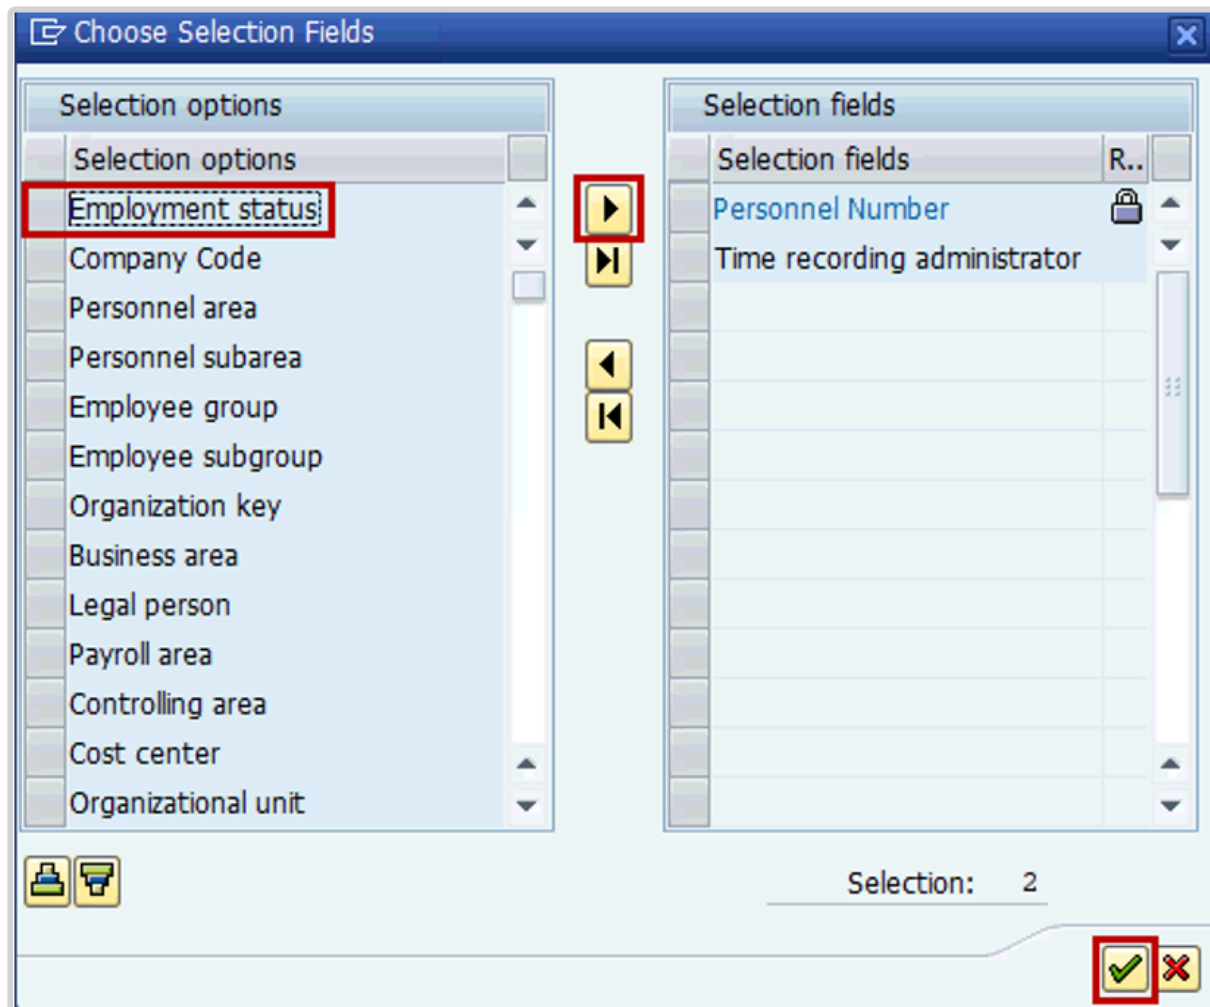 Choose Selection Fields
Selection options
Selection options
Employment status
Company Code
Personnel area
Personnel subarea
Employee group
Employee subgroup
Organization key
Business area
Legal person
Payroll area
Controlling area
Cost center
Organizational unit
Selection fields
Selection fields R..
Personnel Number
Time recording administrator
Selection: 2